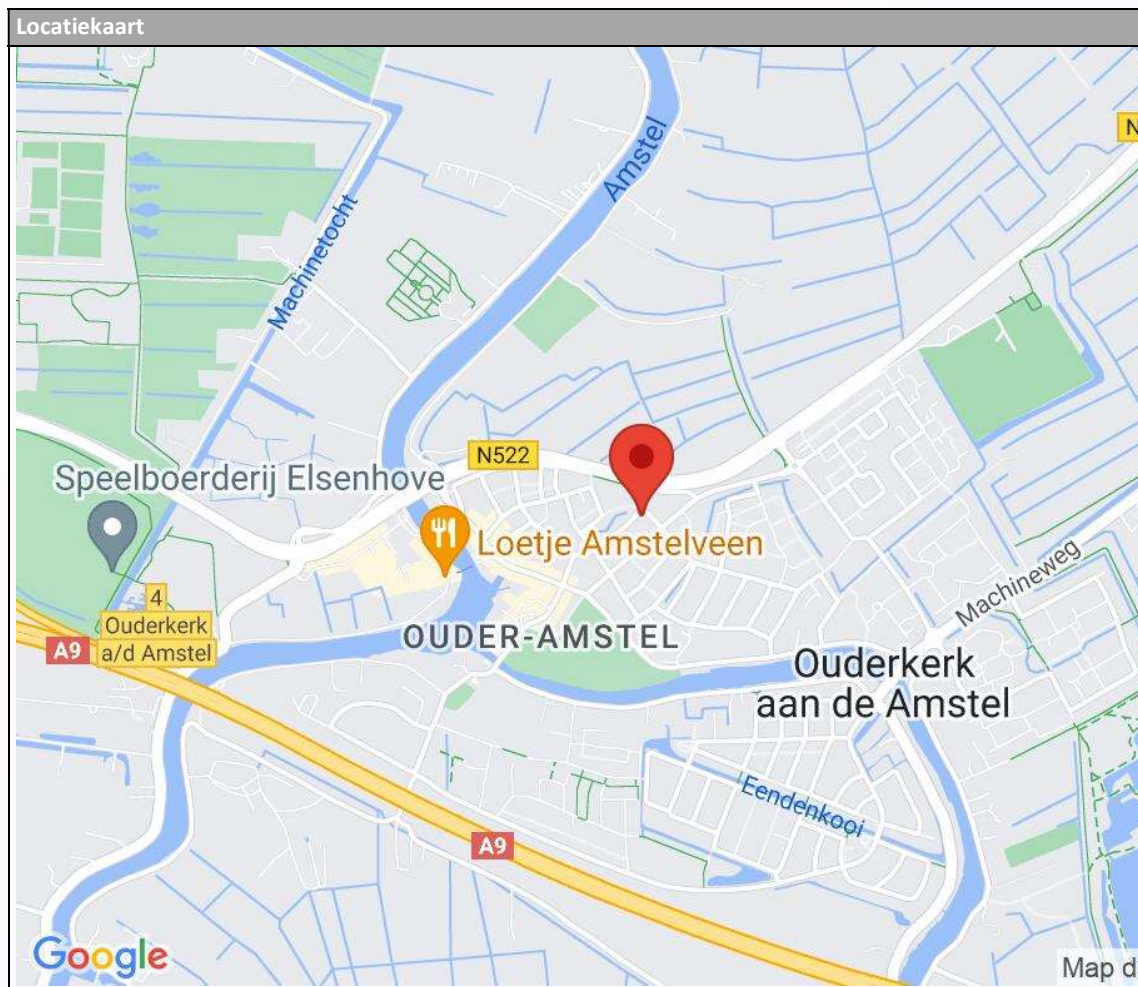 Locatiekaart
Amstel
N
Machinetocht
N522
Speelboerderij Elsenhove
Loetje Amstelveen
Machineweg
4
Ouderkerk
a/d Amstel
A9
OUDER-AMSTEL
Ouderkerk
aan de Amstel
Eendenkooi
A9
Google
Map d